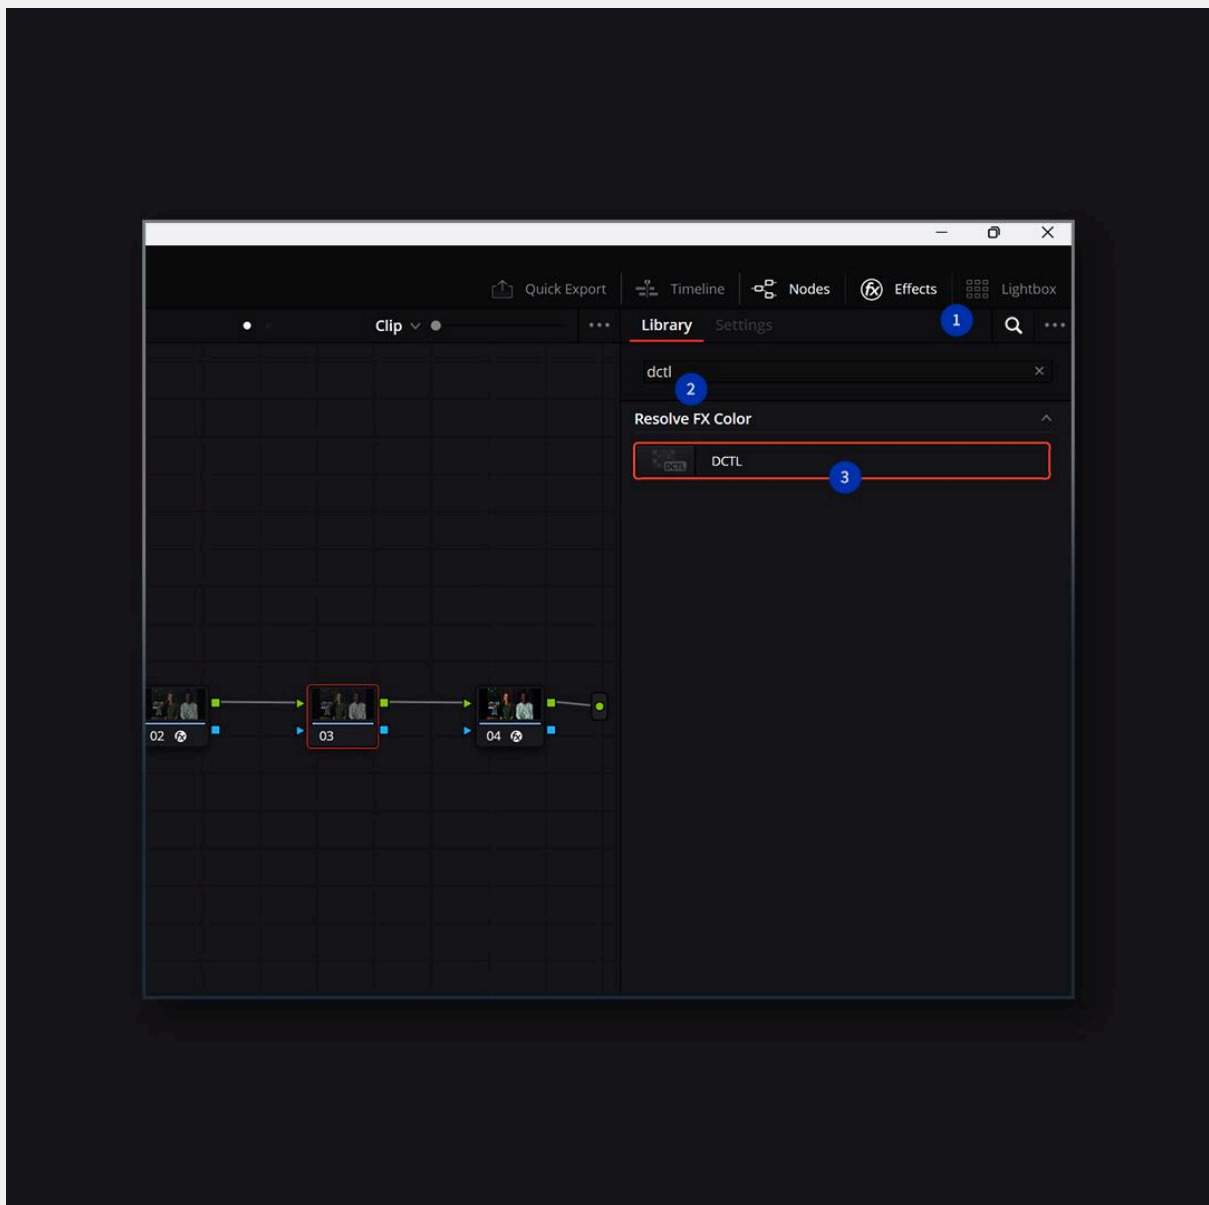 Quick Export Timeline Nodes Effects Lightbox
Clip Library Settings 1
dctl
2
Resolve FX Color
DCTL DCTL
3
02 03 04